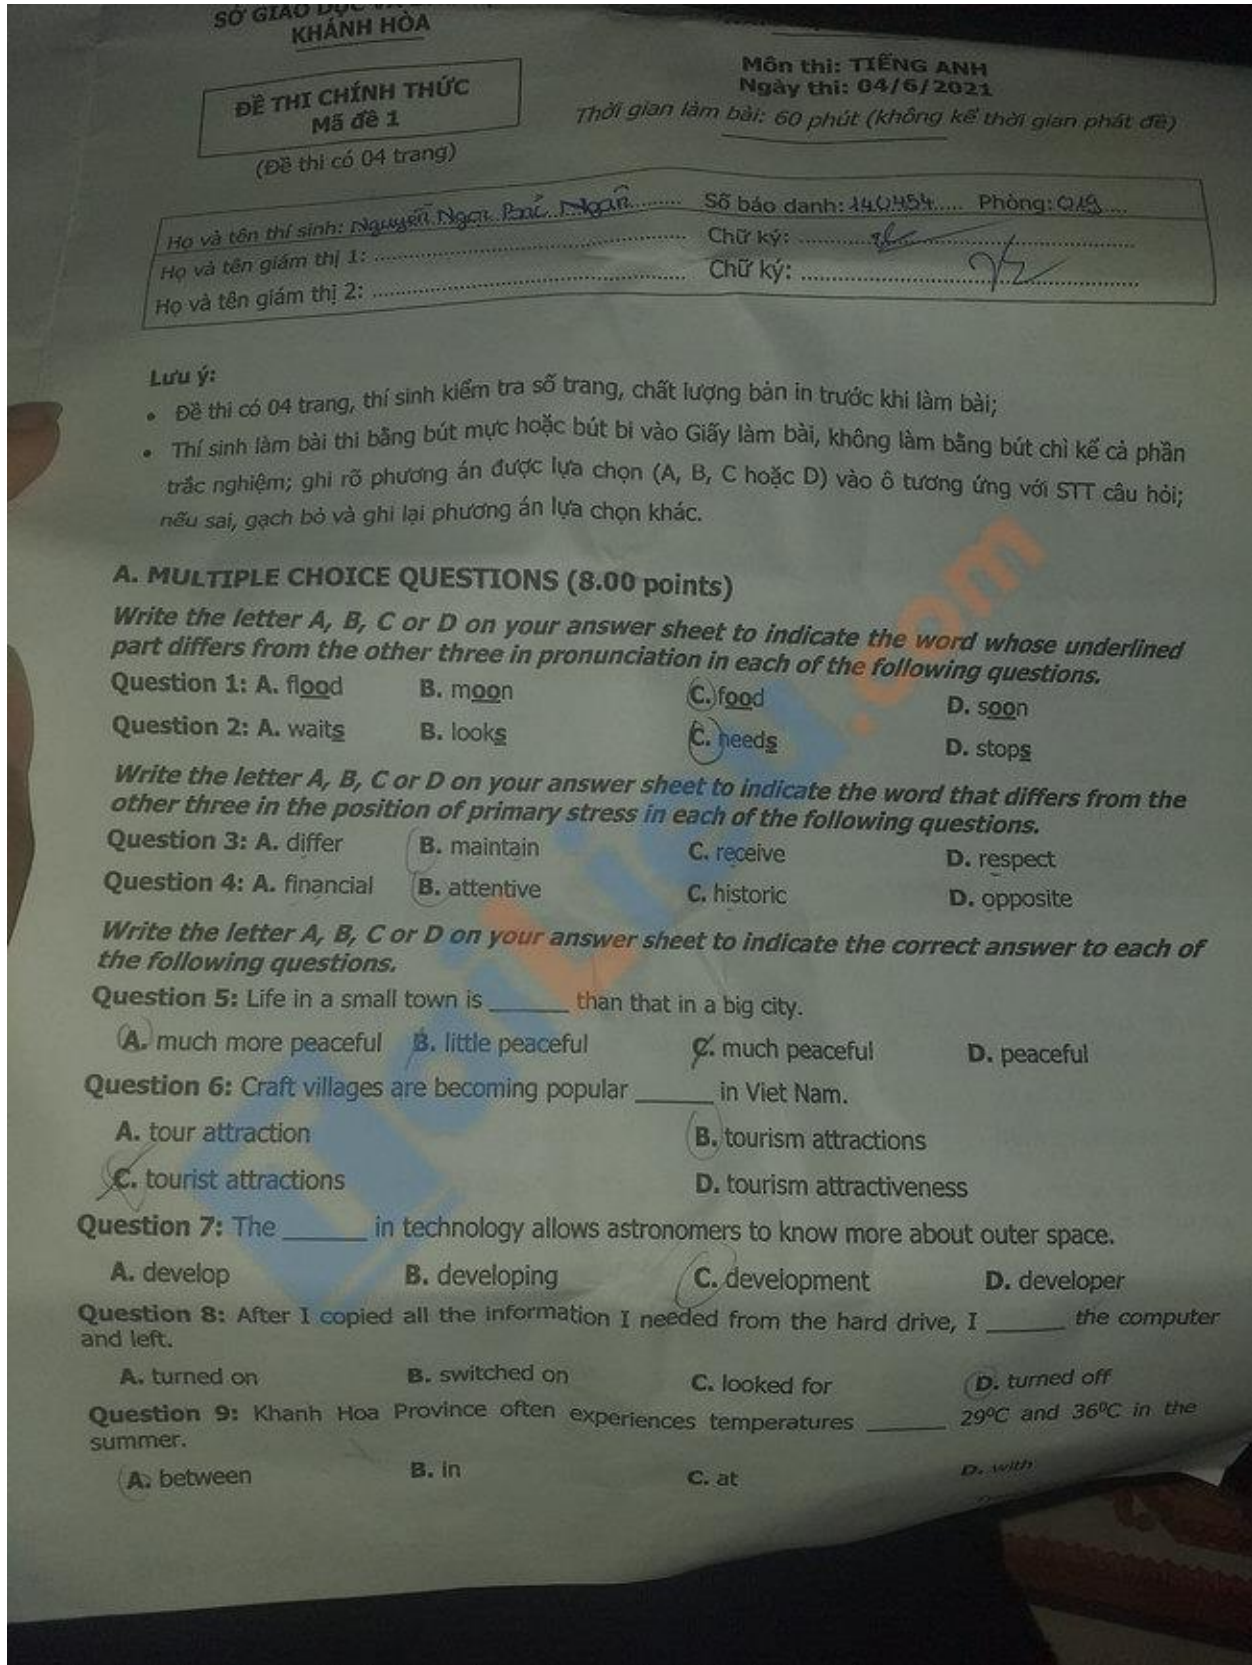 SỞ GIÁO DỤC
KHÁNH HÒA
ĐỀ THI CHÍNH THỨC
Mã đề 1
(Đề thi có 04 trang)
Môn thi: TIẾNG ANH
Ngày thi: 04/6/2021
Thời gian làm bài: 60 phút (không kể thời gian phát đề)
Họ và tên thí sinh: Nguyễn Ngọc Bải Ngân Số báo danh: 140454 Phòng: 019
Họ và tên giám thị 1: Chữ ký:
Họ và tên giám thị 2: Chữ ký:
Lưu ý:
• Đề thi có 04 trang, thí sinh kiểm tra số trang, chất lượng bản in trước khi làm bài;
• Thí sinh làm bài thi bằng bút mực hoặc bút bi vào Giấy làm bài, không làm bằng bút chì kể cả phần
trắc nghiệm; ghi rõ phương án được lựa chọn (A, B, C hoặc D) vào ô tương ứng với STT câu hỏi;
nếu sai, gạch bỏ và ghi lại phương án lựa chọn khác.
A. MULTIPLE CHOICE QUESTIONS (8.00 points)
Write the letter A, B, C or D on your answer sheet to indicate the word whose underlined
part differs from the other three in pronunciation in each of the following questions.
Question 1: A. flood B. moon C. food D. soon
Question 2: A. waits B. looks C. needs D. stops
Write the letter A, B, C or D on your answer sheet to indicate the word that differs from the
other three in the position of primary stress in each of the following questions.
Question 3: A. differ B. maintain C. receive D. respect
Question 4: A. financial B. attentive C. historic D. opposite
Write the letter A, B, C or D on your answer sheet to indicate the correct answer to each of
the following questions.
Question 5: Life in a small town is ______ than that in a big city.
A. much more peaceful B. little peaceful C. much peaceful D. peaceful
Question 6: Craft villages are becoming popular ______ in Viet Nam.
A. tour attraction B. tourism attractions
C. tourist attractions D. tourism attractiveness
Question 7: The ______ in technology allows astronomers to know more about outer space.
A. develop B. developing C. development D. developer
Question 8: After I copied all the information I needed from the hard drive, I ______ the computer
and left.
A. turned on B. switched on C. looked for D. turned off
Question 9: Khanh Hoa Province often experiences temperatures ______ 29ºC and 36ºC in the
summer.
A. between B. in C. at D. with